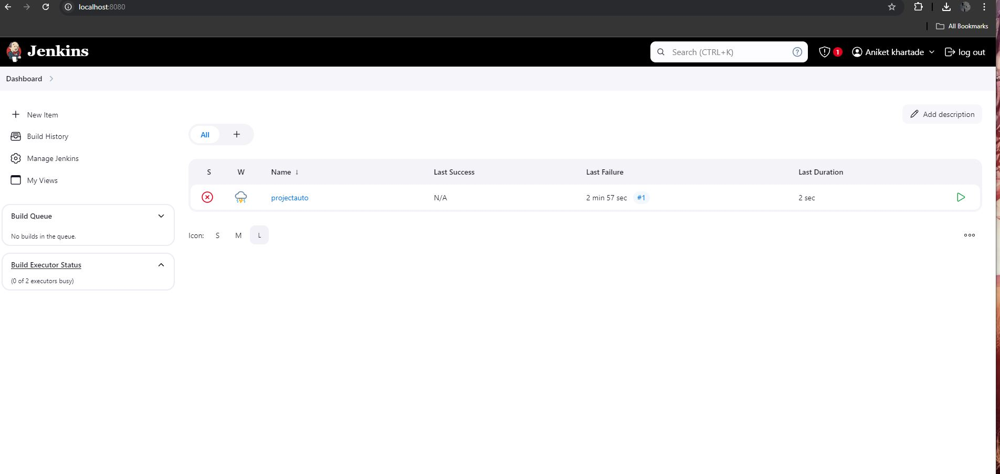 localhost:8080
All Bookmarks
Jenkins
Search (CTRL+K)
1
Aniket khartade
log out
Dashboard
New Item
Build History
Manage Jenkins
My Views
Add description
All
+
S W Name ↓ Last Success Last Failure Last Duration
projectauto N/A 2 min 57 sec #1 2 sec
Icon: S M L
Build Queue
No builds in the queue.
Build Executor Status
(0 of 2 executors busy)